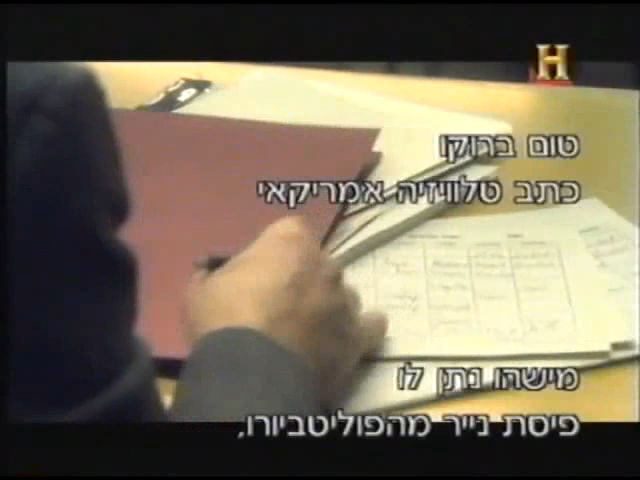 H
טום ברוקו
כתב טלוויזיה אמריקאי
מישהו נתן לו
פיסת נייר מהפוליטביורו,